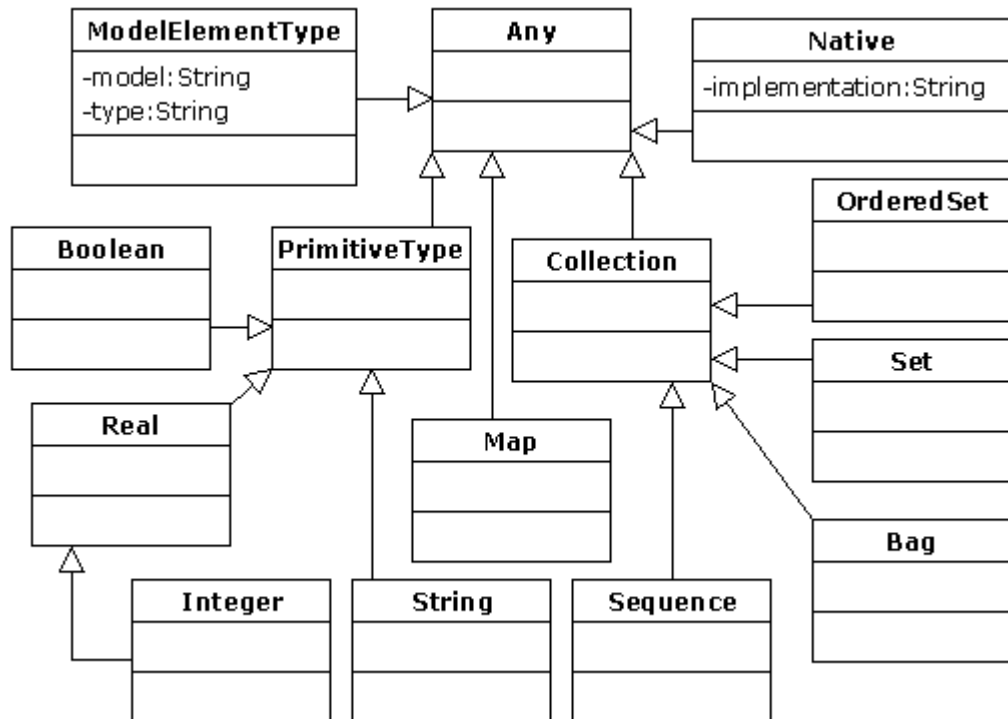 ModelElementType
-model:String
-type:String
Any
Native
-implementation:String
OrderedSet
Boolean
PrimitiveType
Collection
Set
Real
Map
Bag
Integer
String
Sequence